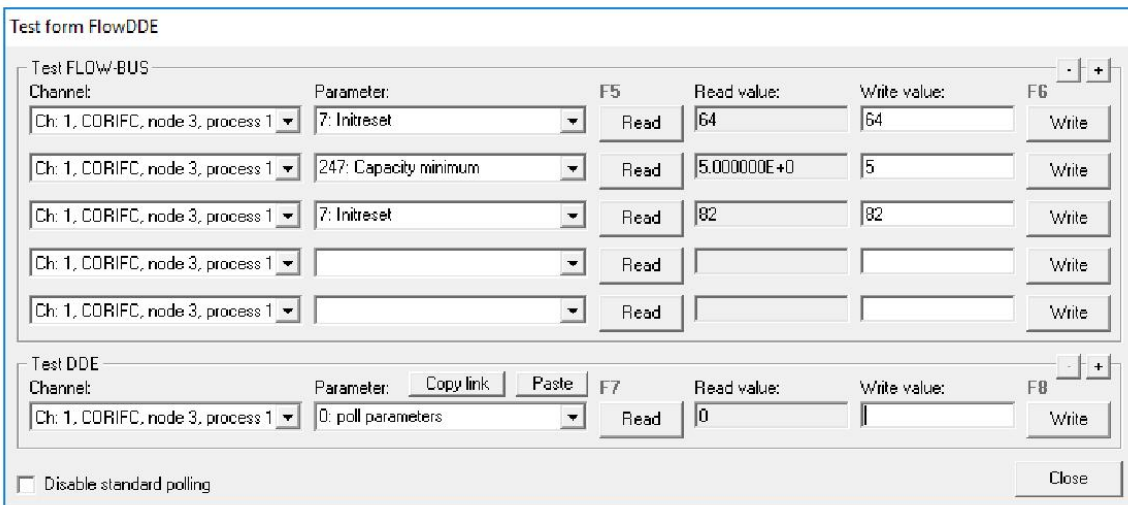 Test form FlowDDE
Test FLOW-BUS - +
Channel: Parameter: F5 Read value: Write value: F6
Ch: 1, CORIFC, node 3, process 1 7: Initreset Read 64 64 Write
Ch: 1, CORIFC, node 3, process 1 247: Capacity minimum Read 5.000000E+0 5 Write
Ch: 1, CORIFC, node 3, process 1 7: Initreset Read 82 82 Write
Ch: 1, CORIFC, node 3, process 1 Read Write
Ch: 1, CORIFC, node 3, process 1 Read Write
Test DDE - +
Channel: Parameter: Copy link Paste F7 Read value: Write value: F8
Ch: 1, CORIFC, node 3, process 1 0: poll parameters Read 0 Write
Disable standard polling Close